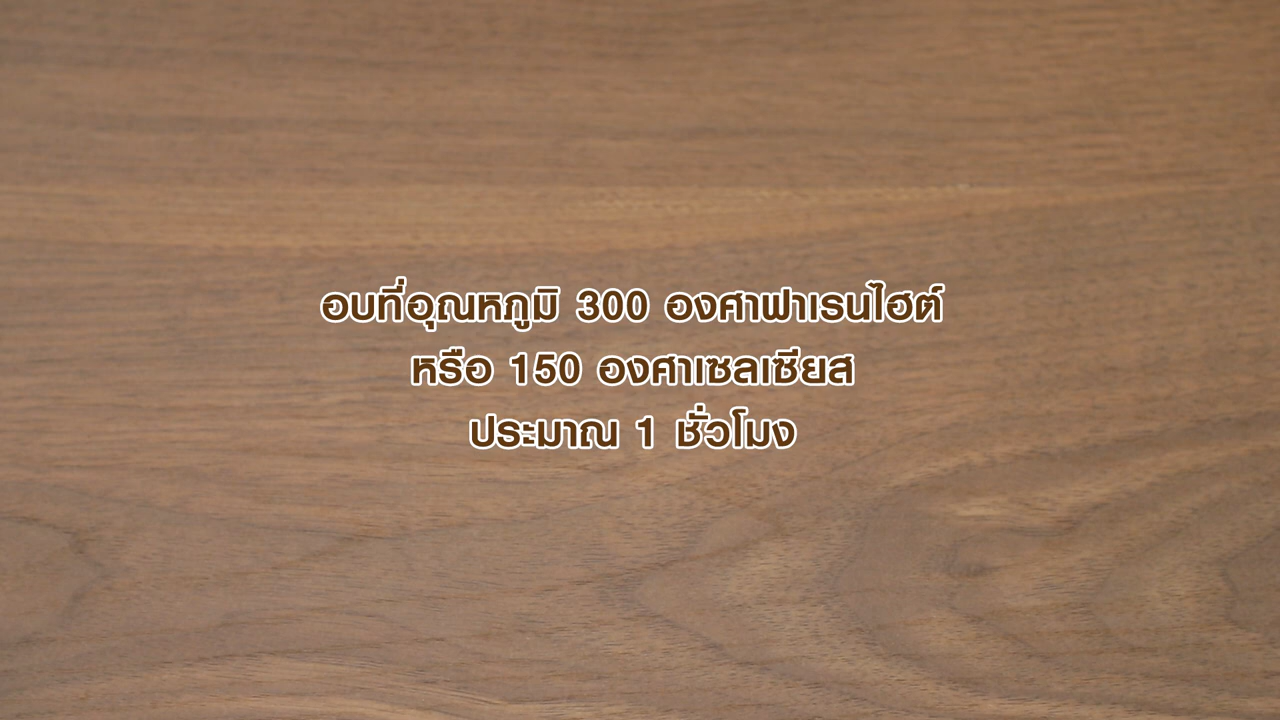 อบที่อุณหภูมิ 300 องศาฟาเรนไฮต์
หรือ 150 องศาเซลเซียส
ประมาณ 1 ชั่วโมง